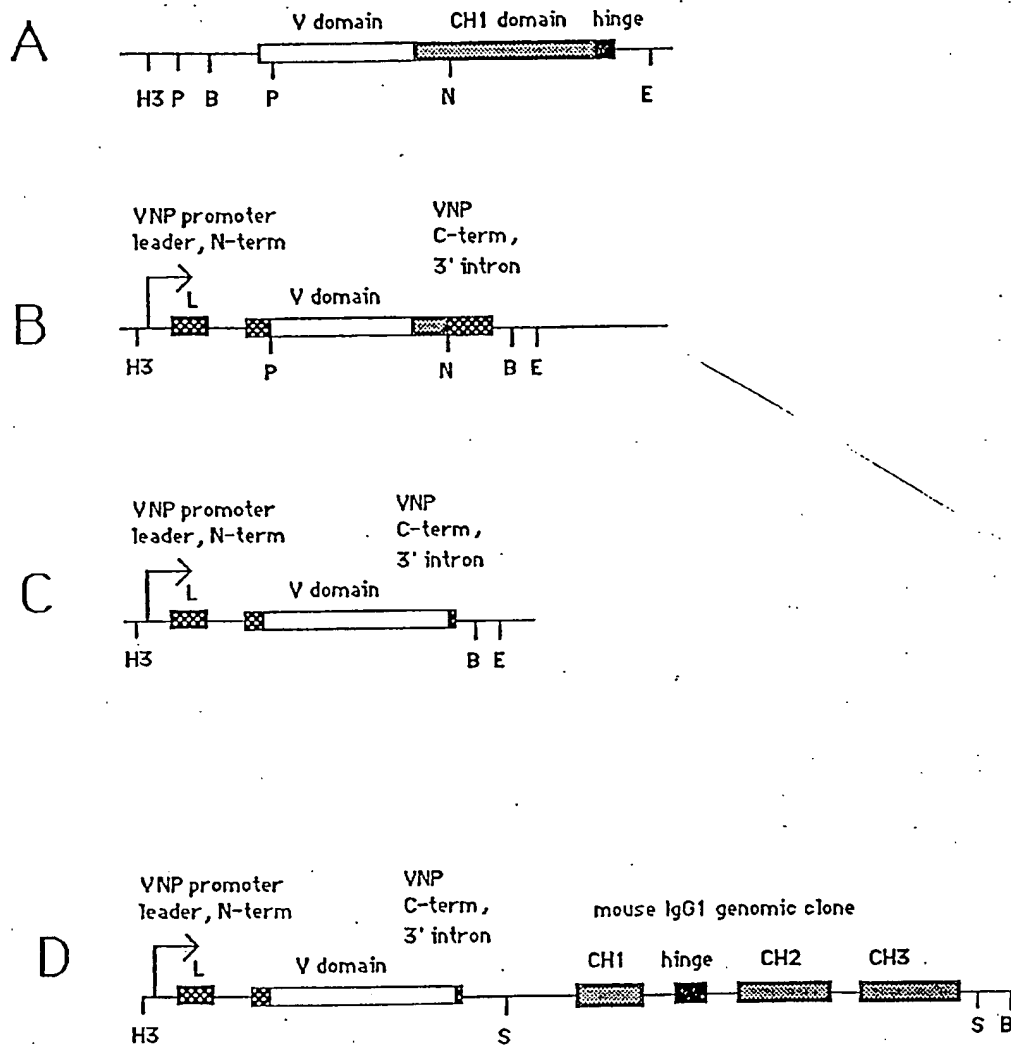 A
V domain
CH1 domain
hinge
H3 P B P N E
B
VNP promoter
leader, N-term
VNP
C-term,
3' intron
L
V domain
H3 P N B E
C
VNP promoter
leader, N-term
VNP
C-term,
3' intron
L
V domain
H3 B E
D
VNP promoter
leader, N-term
VNP
C-term,
3' intron
mouse IgG1 genomic clone
L
V domain
CH1
hinge
CH2
CH3
H3 S S B